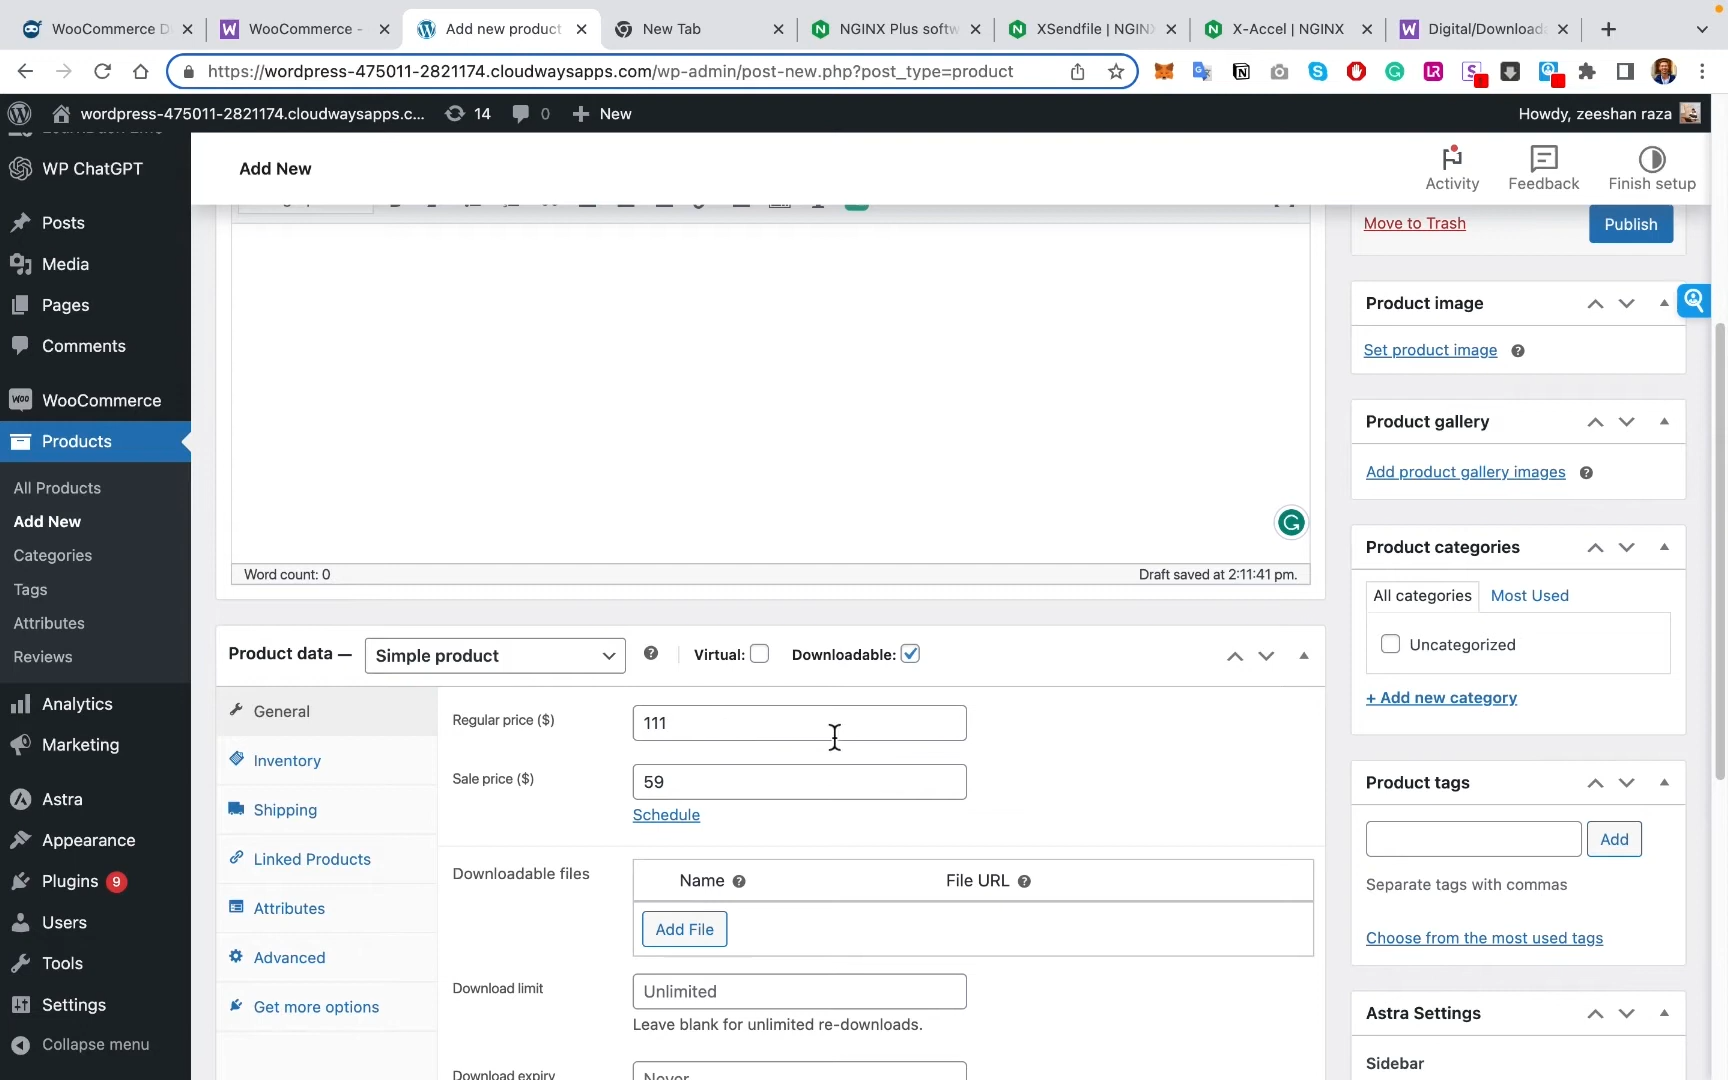 WooCommerce D
WooCommerce -
Add new product
New Tab
NGINX Plus softw
XSendfile | NGINX
X-Accel | NGINX
Digital/Downloada
https://wordpress-475011-2821174.cloudwaysapps.com/wp-admin/post-new.php?post_type=product
wordpress-475011-2821174.cloudwaysapps.c... 14 0 New
Howdy, zeeshan raza
WP ChatGPT
Posts
Media
Pages
Comments
WooCommerce
Products
All Products
Add New
Categories
Tags
Attributes
Reviews
Analytics
Marketing
Astra
Appearance
Plugins 9
Users
Tools
Settings
Collapse menu
Add New
Activity
Feedback
Finish setup
Word count: 0
Draft saved at 2:11:41 pm.
Product data — Simple product Virtual: Downloadable:
General
Inventory
Shipping
Linked Products
Attributes
Advanced
Get more options
Regular price ($) 111
Sale price ($) 59
Schedule
Downloadable files
Name File URL
Add File
Download limit Unlimited
Leave blank for unlimited re-downloads.
Download expiry Never
Move to Trash Publish
Product image
Set product image
Product gallery
Add product gallery images
Product categories
All categories Most Used
Uncategorized
+ Add new category
Product tags
Add
Separate tags with commas
Choose from the most used tags
Astra Settings
Sidebar